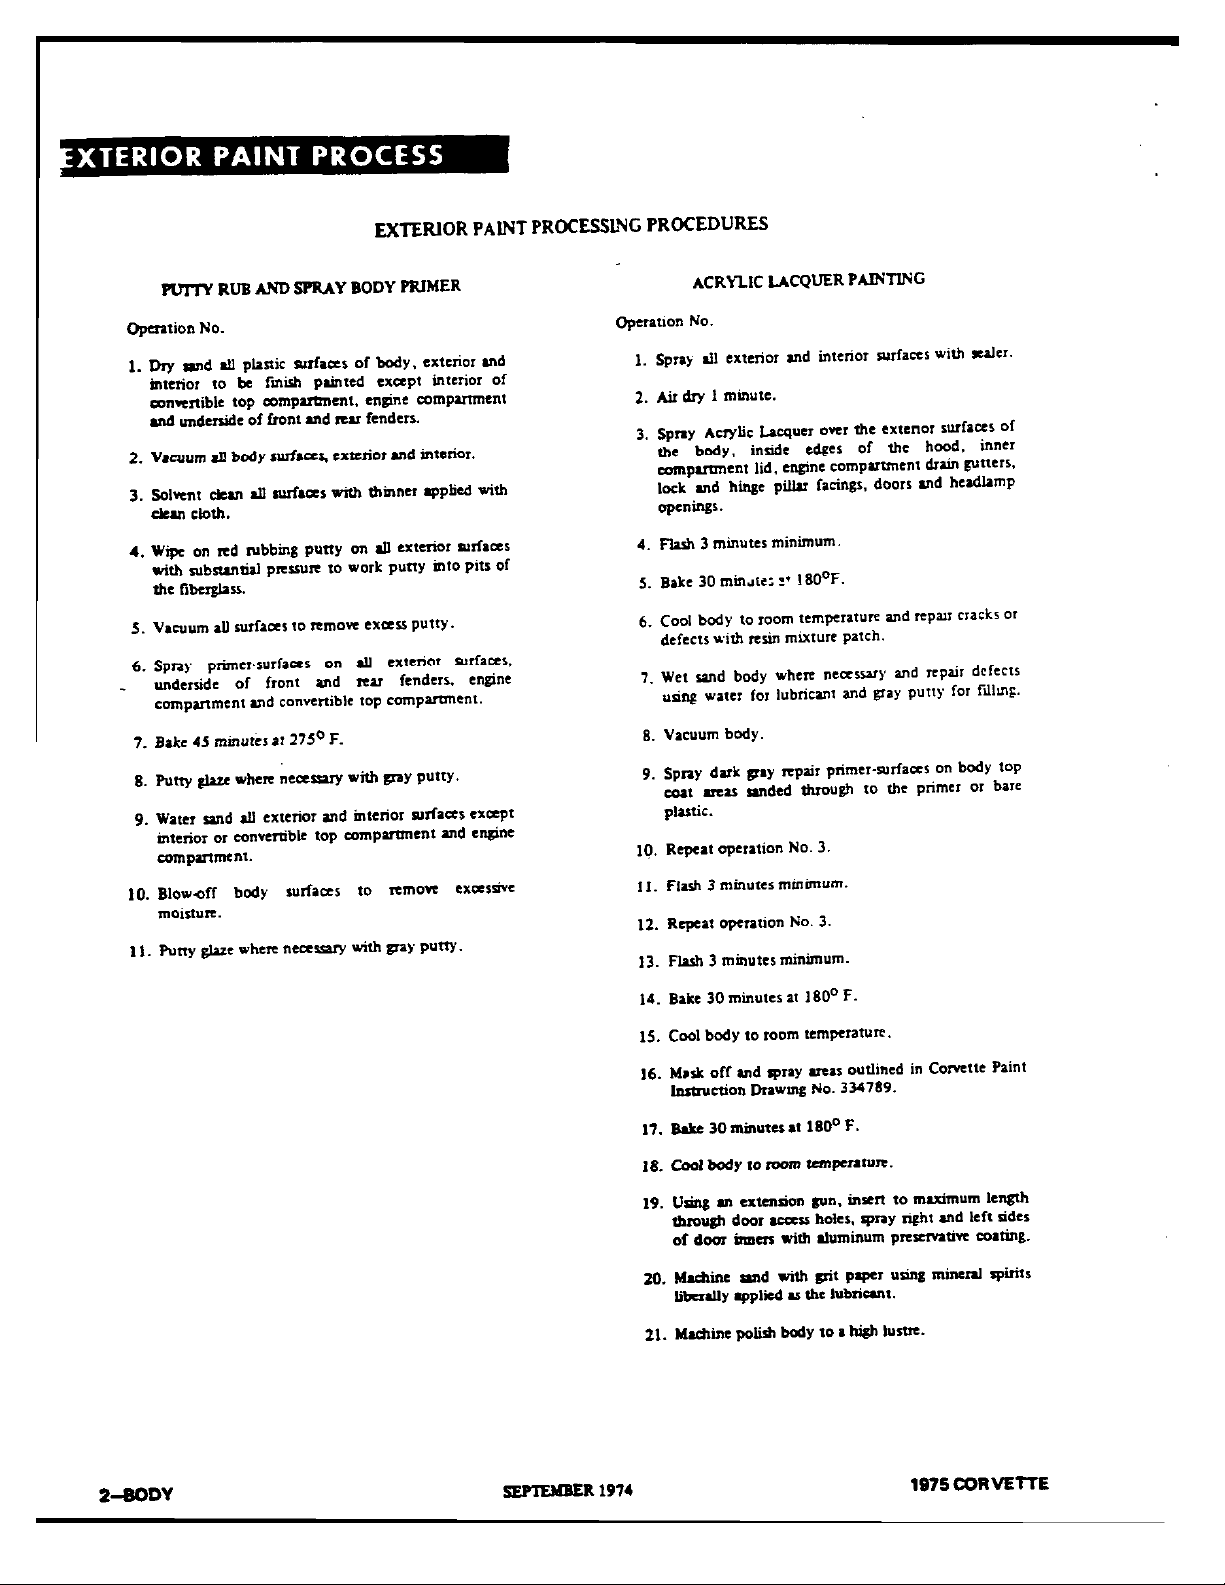 EXTERIOR PAINT PROCESS
EXTERIOR PAINT PROCESSING PROCEDURES
PUTTY RUB AND SPRAY BODY PRIMER
Operation No.
1. Dry sand all plastic surfaces of body, exterior and
interior to be finish painted except interior of
convertible top compartment, engine compartment
and underside of front and rear fenders.
2. Vacuum all body surfaces, exterior and interior.
3. Solvent clean all surfaces with thinner applied with
clean cloth.
4. Wipe on red rubbing putty on all exterior surfaces
with substantial pressure to work putty into pits of
the fiberglass.
5. Vacuum all surfaces to remove excess putty.
6. Spray primer-surfaces on all exterior surfaces,
underside of front and rear fenders, engine
compartment and convertible top compartment.
7. Bake 45 minutes at 275° F.
8. Putty glaze where necessary with gray putty.
9. Water sand all exterior and interior surfaces except
interior or convertible top compartment and engine
compartment.
10. Blow-off body surfaces to remove excessive
moisture.
11. Putty glaze where necessary with gray putty.
ACRYLIC LACQUER PAINTING
Operation No.
1. Spray all exterior and interior surfaces with sealer.
2. Air dry 1 minute.
3. Spray Acrylic Lacquer over the exterior surfaces of
the body, inside edges of the hood, inner
compartment lid, engine compartment drain gutters,
lock and hinge pillar facings, doors and headlamp
openings.
4. Flash 3 minutes minimum.
5. Bake 30 minutes at 180°F.
6. Cool body to room temperature and repair cracks or
defects with resin mixture patch.
7. Wet sand body where necessary and repair defects
using water for lubricant and gray putty for filling.
8. Vacuum body.
9. Spray dark gray repair primer-surfaces on body top
coat areas sanded through to the primer or bare
plastic.
10. Repeat operation No. 3.
11. Flash 3 minutes minimum.
12. Repeat operation No. 3.
13. Flash 3 minutes minimum.
14. Bake 30 minutes at 180° F.
15. Cool body to room temperature.
16. Mask off and spray areas outlined in Corvette Paint
Instruction Drawing No. 334789.
17. Bake 30 minutes at 180° F.
18. Cool body to room temperature.
19. Using an extension gun, insert to maximum length
through door access holes, spray right and left sides
of door inners with aluminum preservative coating.
20. Machine sand with grit paper using mineral spirits
liberally applied as the lubricant.
21. Machine polish body to a high lustre.
2—BODY
SEPTEMBER 1974
1975 CORVETTE